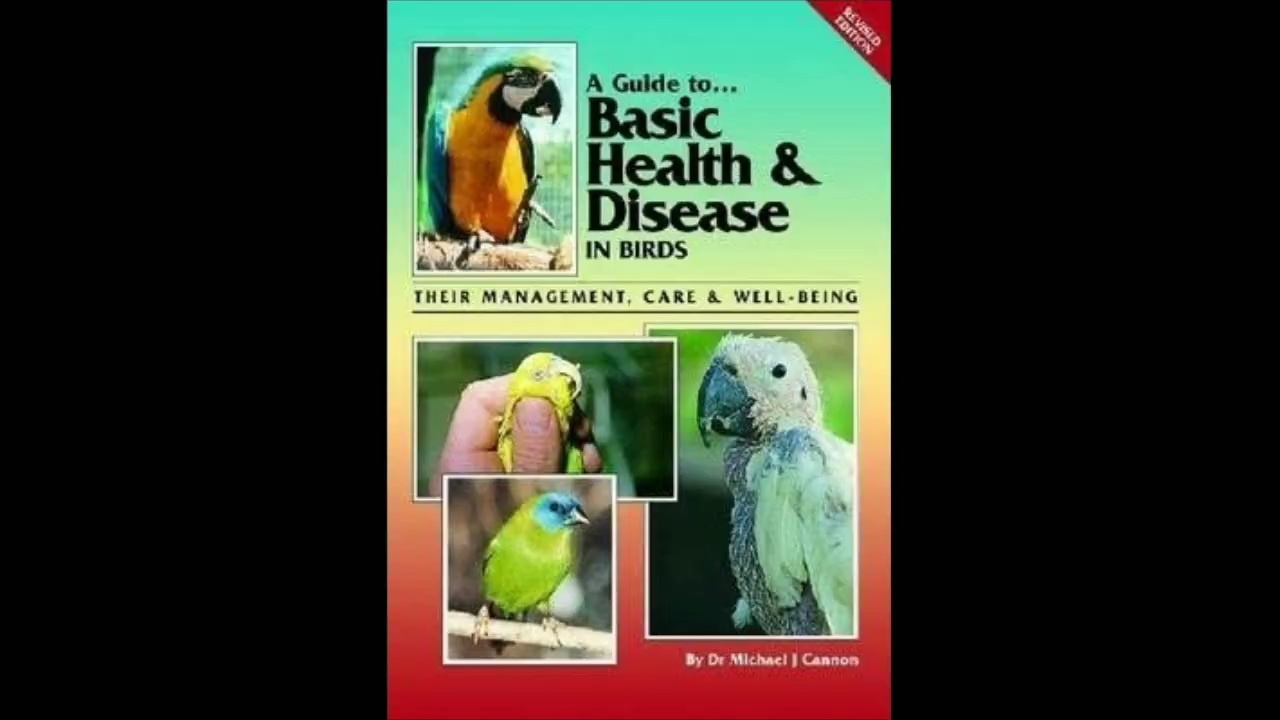 REVISED
EDITION
A Guide to...
Basic
Health &
Disease
IN BIRDS
THEIR MANAGEMENT, CARE & WELL-BEING
By Dr Michael J Cannon